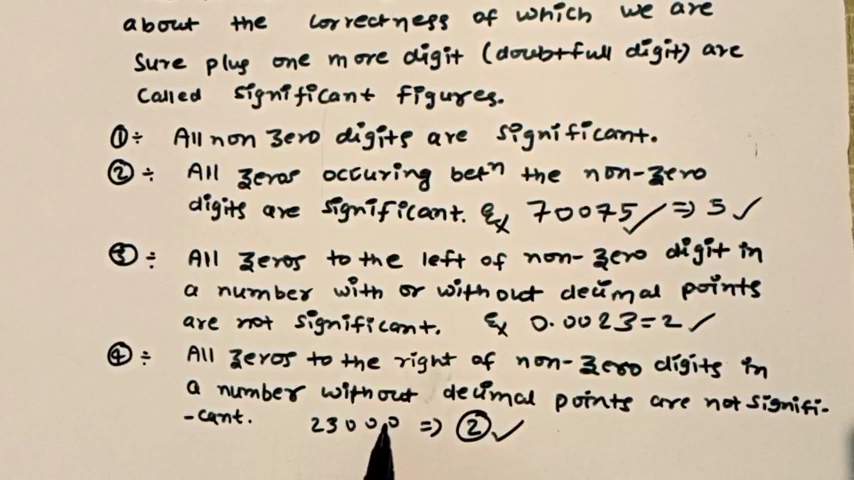 about the correctness of which we are
Sure plus one more digit (doubtfull digit) are
Called significant figures.
① ÷ All non zero digits are significant.
② ÷ All zeros occuring betⁿ the non-zero
digits are significant. Ex 70075 ✓ => 5 ✓
③ ÷ All zeros to the left of non-zero digit in
a number with or without decimal points
are not significant. Ex 0.0023=2 ✓
④ ÷ All zeros to the right of non-zero digits in
a number without decimal points are not signifi-
-cant. 23000 => ② ✓